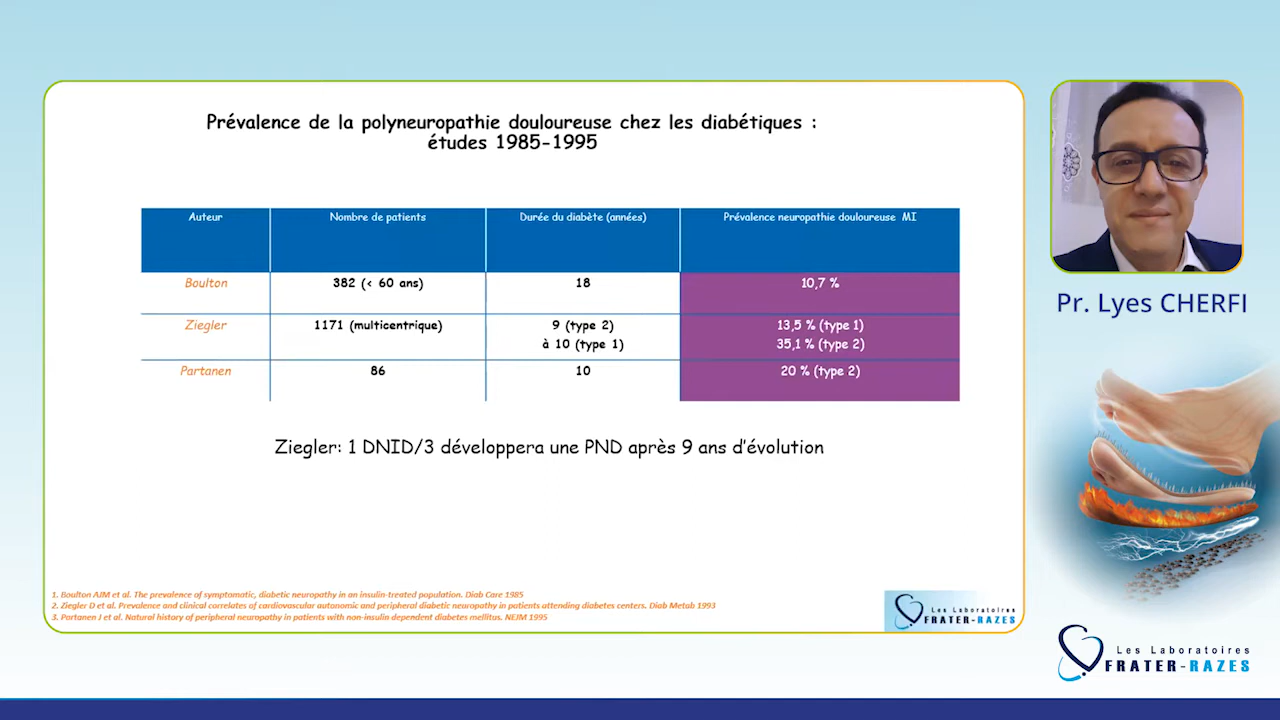 Prévalence de la polyneuropathie douloureuse chez les diabétiques :
études 1985-1995
Auteur Nombre de patients Durée du diabète (années) Prévalence neuropathie douloureuse MI
Boulton 382 (< 60 ans) 18 10,7 %
Ziegler 1171 (multicentrique) 9 (type 2) 13,5 % (type 1)
à 10 (type 1) 35,1 % (type 2)
Partanen 86 10 20 % (type 2)
Ziegler: 1 DNID/3 développera une PND après 9 ans d'évolution
1. Boulton AJM et al. The prevalence of symptomatic, diabetic neuropathy in an insulin-treated population. Diab Care 1985
2. Ziegler D et al. Prevalence and clinical correlates of cardiovascular autonomic and peripheral diabetic neuropathy in patients attending diabetes centers. Diab Metab 1993
3. Partanen J et al. Natural history of peripheral neuropathy in patients with non-insulin dependent diabetes mellitus. NEJM 1995
Les Laboratoires
FRATER-RAZES
Pr. Lyes CHERFI
Les Laboratoires
FRATER-RAZES